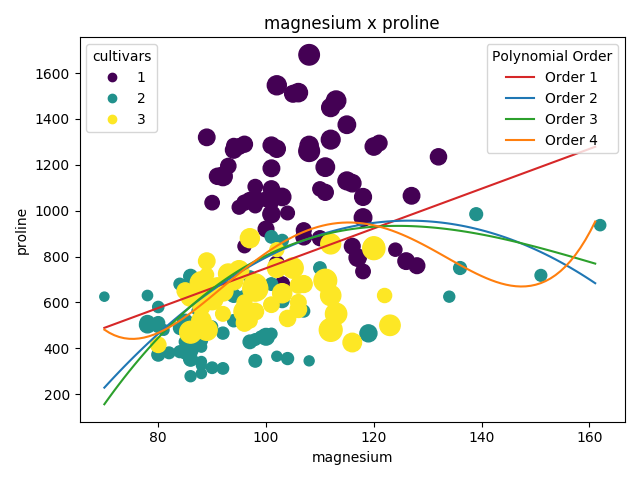 magnesium x proline
cultivars
1
2
3
Polynomial Order
Order 1
Order 2
Order 3
Order 4
proline
1600
1400
1200
1000
800
600
400
200
80 100 120 140 160
magnesium